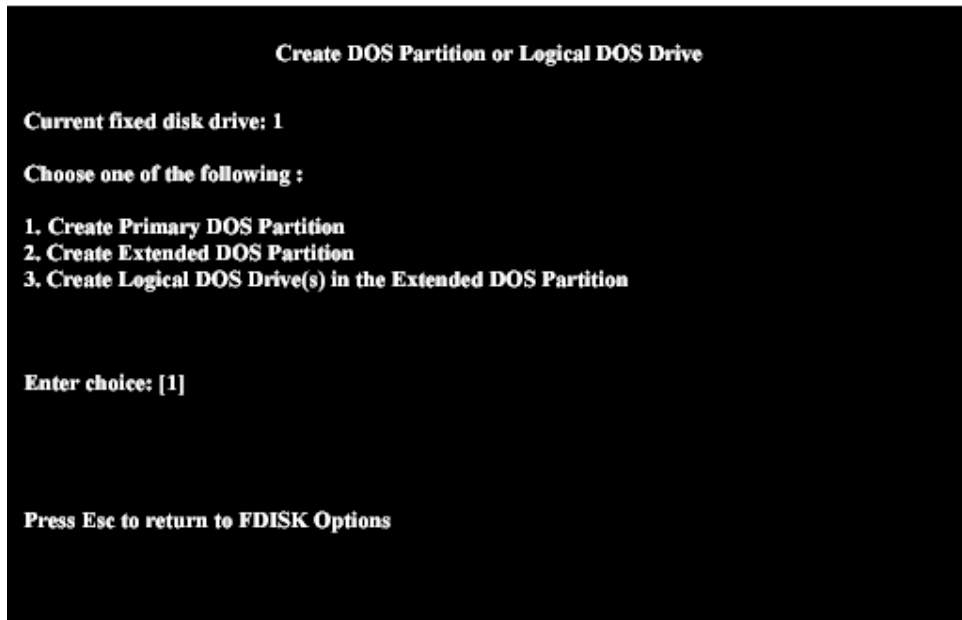 Create DOS Partition or Logical DOS Drive
Current fixed disk drive: 1
Choose one of the following :
1. Create Primary DOS Partition
2. Create Extended DOS Partition
3. Create Logical DOS Drive(s) in the Extended DOS Partition
Enter choice: [1]
Press Esc to return to FDISK Options